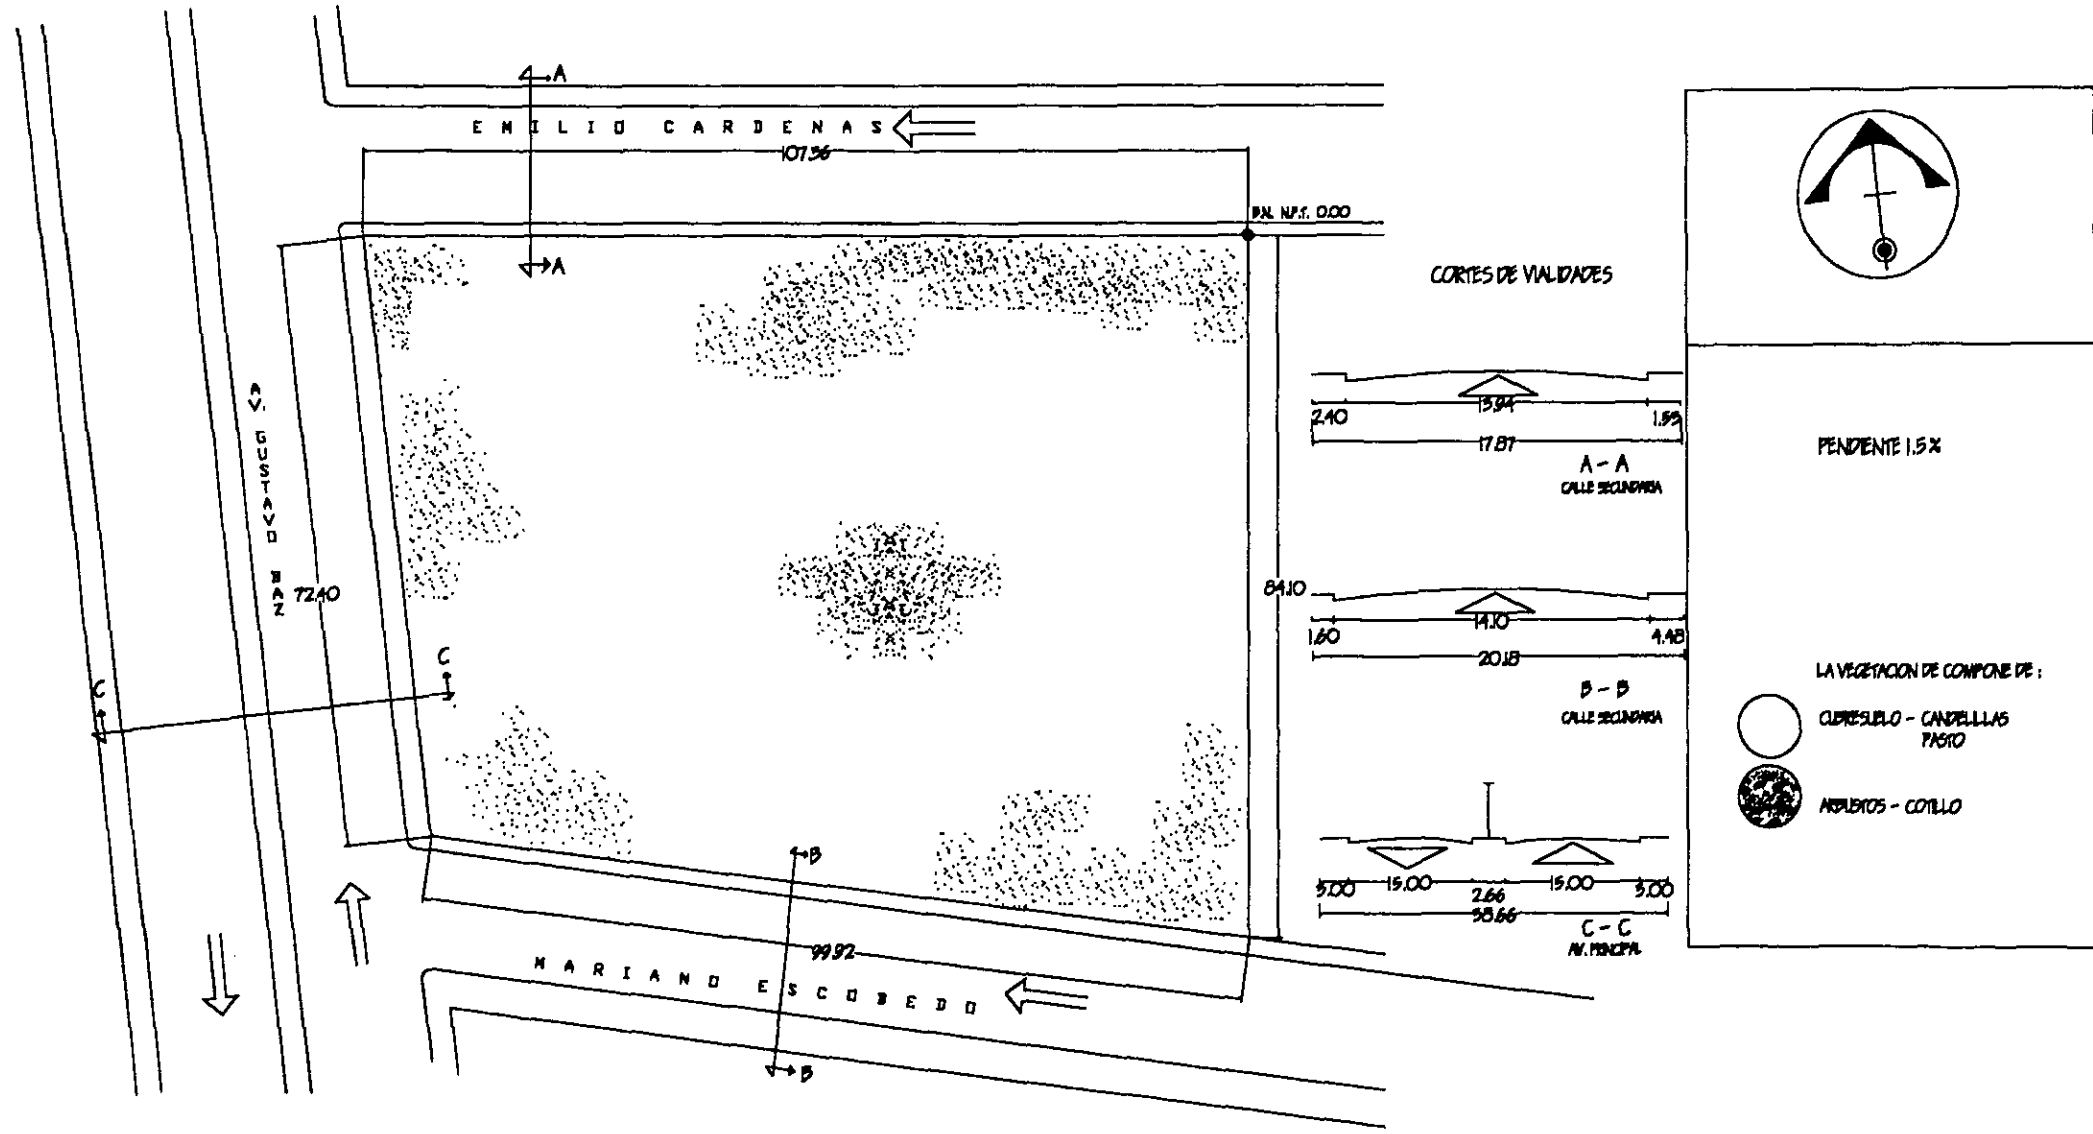 A
EMILIO CARDENAS
107.36
B.N. N.P.T. 0.00
A
CORTES DE VIALIDADES
AV. GUSTAVO BAZ
72.40
84.10
C
C
B
99.92
MARIANO ESCOBEDO
B
2.40 13.94 1.53
17.87
A - A
CALLE SECUNDARIA
1.60 14.10 4.48
20.18
B - B
CALLE SECUNDARIA
3.00 15.00 2.66 15.00 3.00
38.66
C - C
AV. PRINCIPAL
PENDIENTE 1.5%
LA VEGETACION DE COMPONE DE :
CUBRESUELO - CANDELILLAS
PASTO
ARBUSTOS - COTILLO